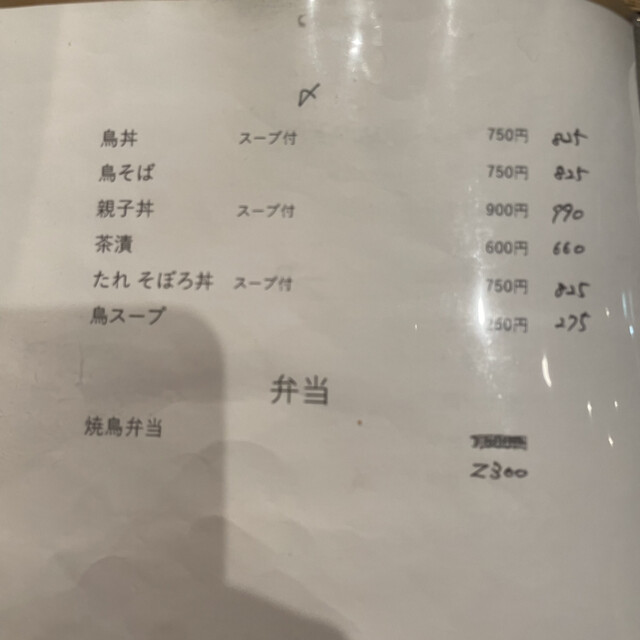 〆
鳥丼 スープ付 750円 825
鳥そば 750円 825
親子丼 スープ付 900円 990
茶漬 600円 660
たれ そぼろ丼 スープ付 750円 825
鳥スープ 250円 275
弁当
焼鳥弁当
2300